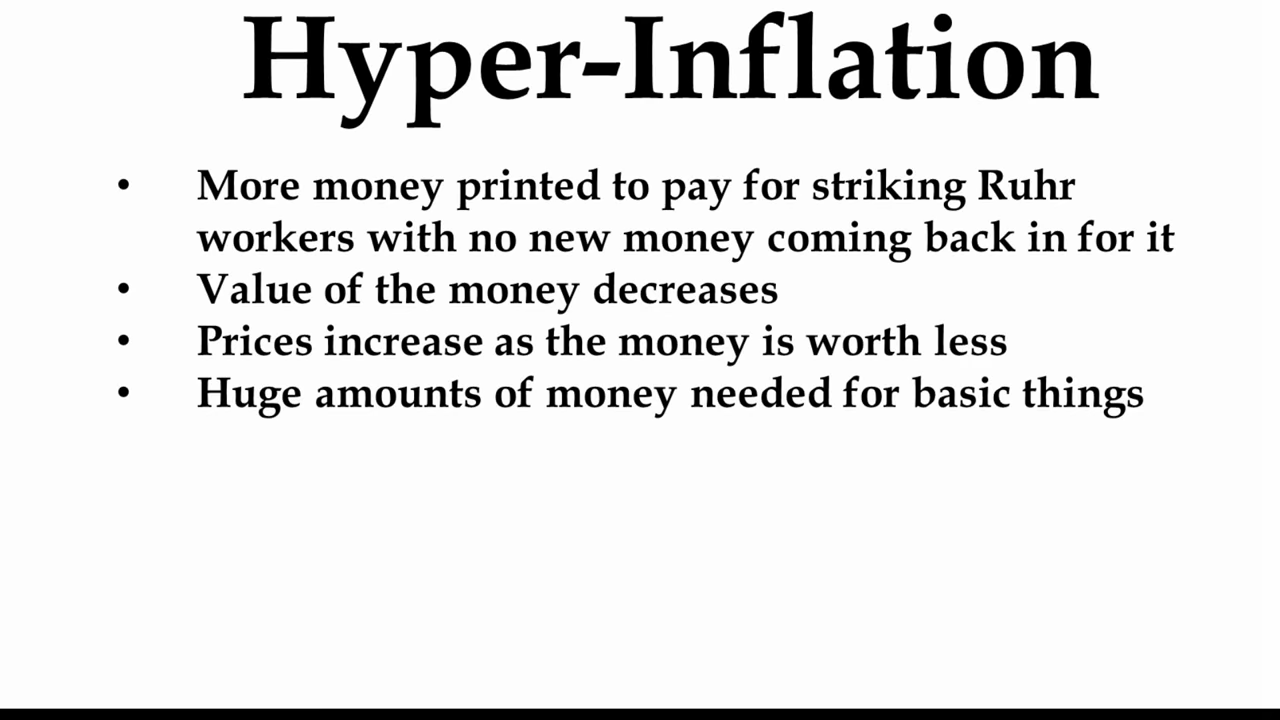 Hyper-Inflation
• More money printed to pay for striking Ruhr
workers with no new money coming back in for it
• Value of the money decreases
• Prices increase as the money is worth less
• Huge amounts of money needed for basic things